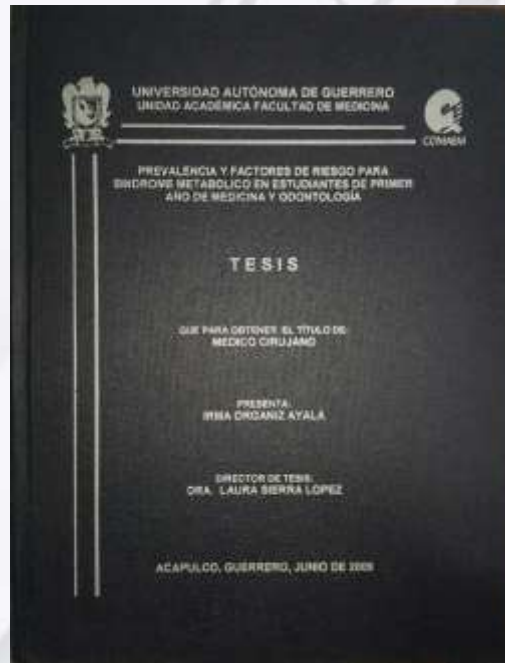 UNIVERSIDAD AUTÓNOMA DE GUERRERO
UNIDAD ACADÉMICA FACULTAD DE MEDICINA
COMAEM
PREVALENCIA Y FACTORES DE RIESGO PARA
SINDROME METABOLICO EN ESTUDIANTES DE PRIMER
AÑO DE MEDICINA Y ODONTOLOGÍA
TESIS
QUE PARA OBTENER EL TÍTULO DE:
MEDICO CIRUJANO
PRESENTA:
IRMA ORGANIZ AYALA
DIRECTOR DE TESIS:
DRA. LAURA SIERRA LOPEZ
ACAPULCO, GUERRERO, JUNIO DE